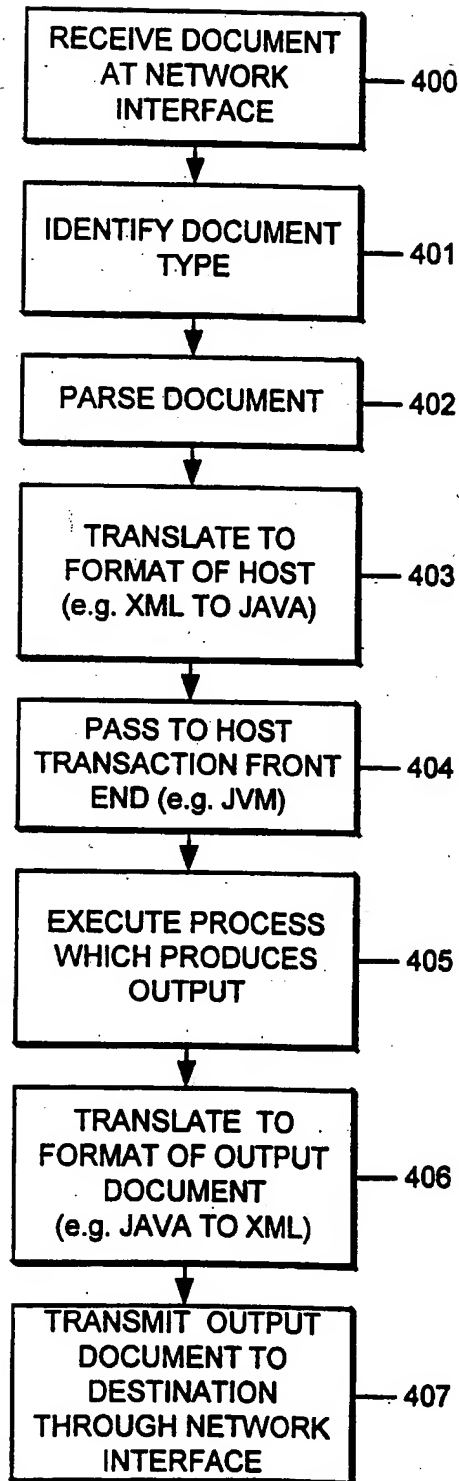 RECEIVE DOCUMENT
AT NETWORK
INTERFACE
400
IDENTIFY DOCUMENT
TYPE
401
PARSE DOCUMENT
402
TRANSLATE TO
FORMAT OF HOST
(e.g. XML TO JAVA)
403
PASS TO HOST
TRANSACTION FRONT
END (e.g. JVM)
404
EXECUTE PROCESS
WHICH PRODUCES
OUTPUT
405
TRANSLATE TO
FORMAT OF OUTPUT
DOCUMENT
(e.g. JAVA TO XML)
406
TRANSMIT OUTPUT
DOCUMENT TO
DESTINATION
THROUGH NETWORK
INTERFACE
407